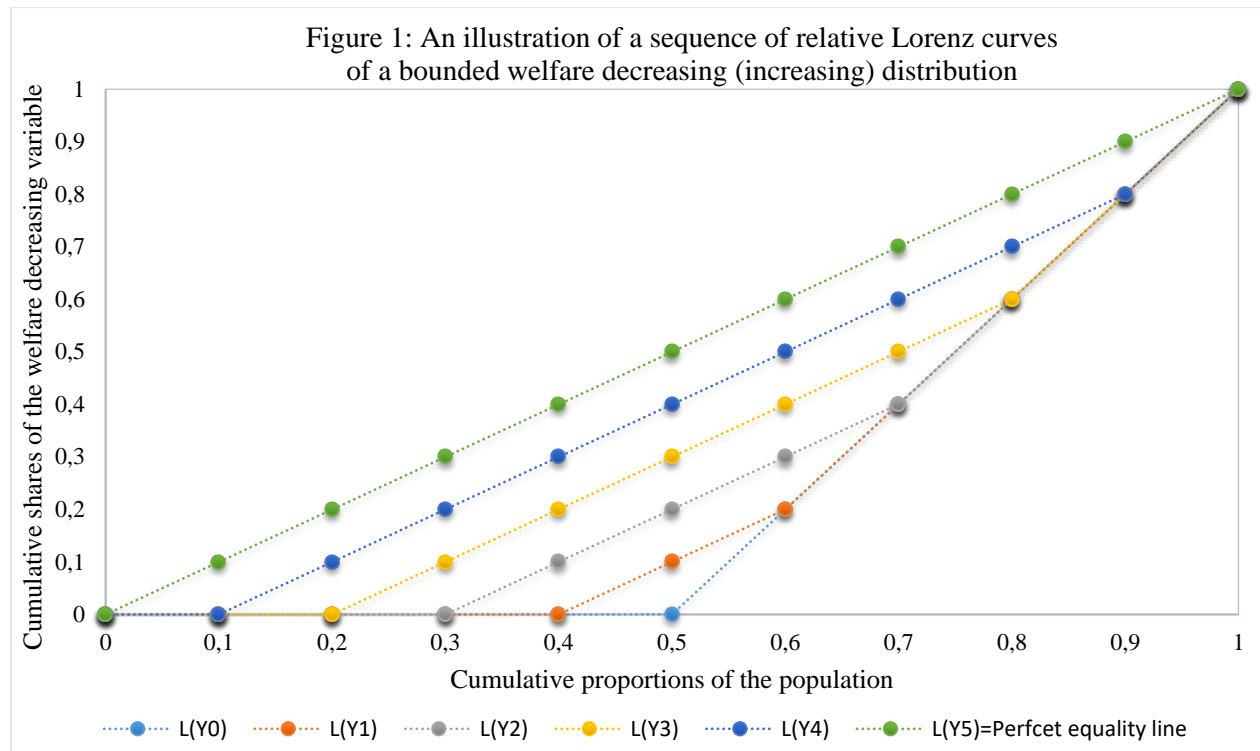 Figure 1: An illustration of a sequence of relative Lorenz curves
of a bounded welfare decreasing (increasing) distribution
Cumulative shares of the welfare decreasing variable
1
0,9
0,8
0,7
0,6
0,5
0,4
0,3
0,2
0,1
0
0 0,1 0,2 0,3 0,4 0,5 0,6 0,7 0,8 0,9 1
Cumulative proportions of the population
L(Y0) L(Y1) L(Y2) L(Y3) L(Y4) L(Y5)=Perfcet equality line